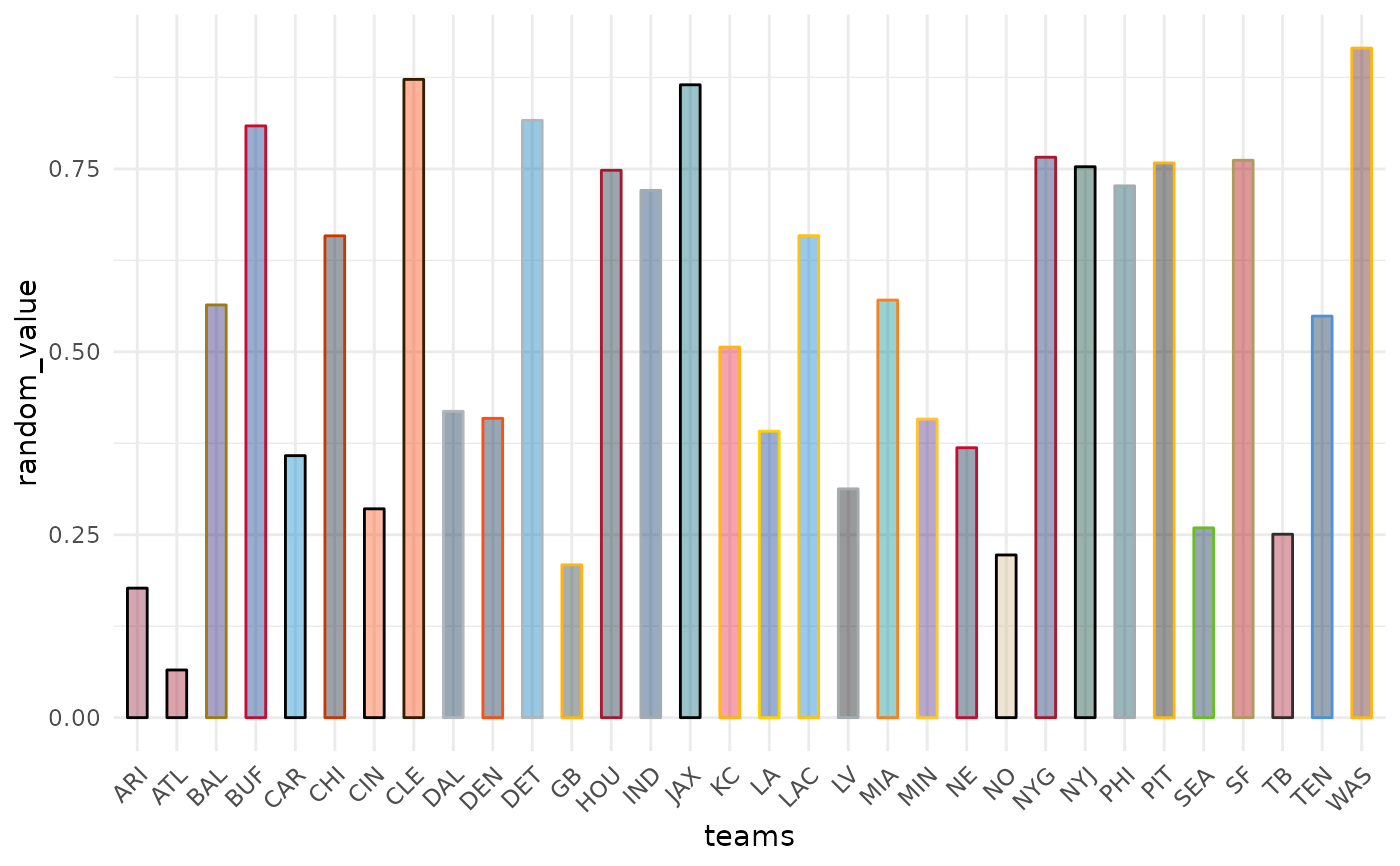 random_value
0.75
0.50
0.25
0.00
ARI ATL BAL BUF CAR CHI CIN CLE DAL DEN DET GB HOU IND JAX KC LA LAC LV MIA MIN NE NO NYG NYJ PHI PIT SEA SF TB TEN WAS
teams